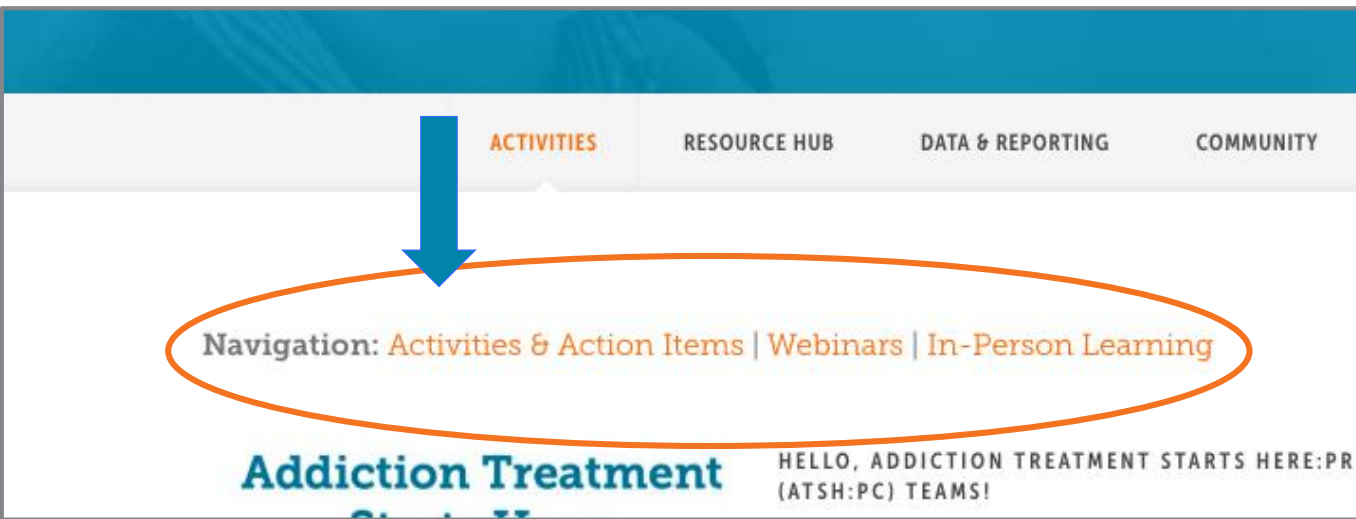 ACTIVITIES RESOURCE HUB DATA & REPORTING COMMUNITY
Navigation: Activities & Action Items | Webinars | In-Person Learning
Addiction Treatment
HELLO, ADDICTION TREATMENT STARTS HERE:PR
(ATSH:PC) TEAMS!